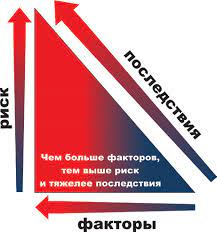 риск
последствия
Чем больше факторов,
тем выше риск
и тяжелее последствия
факторы